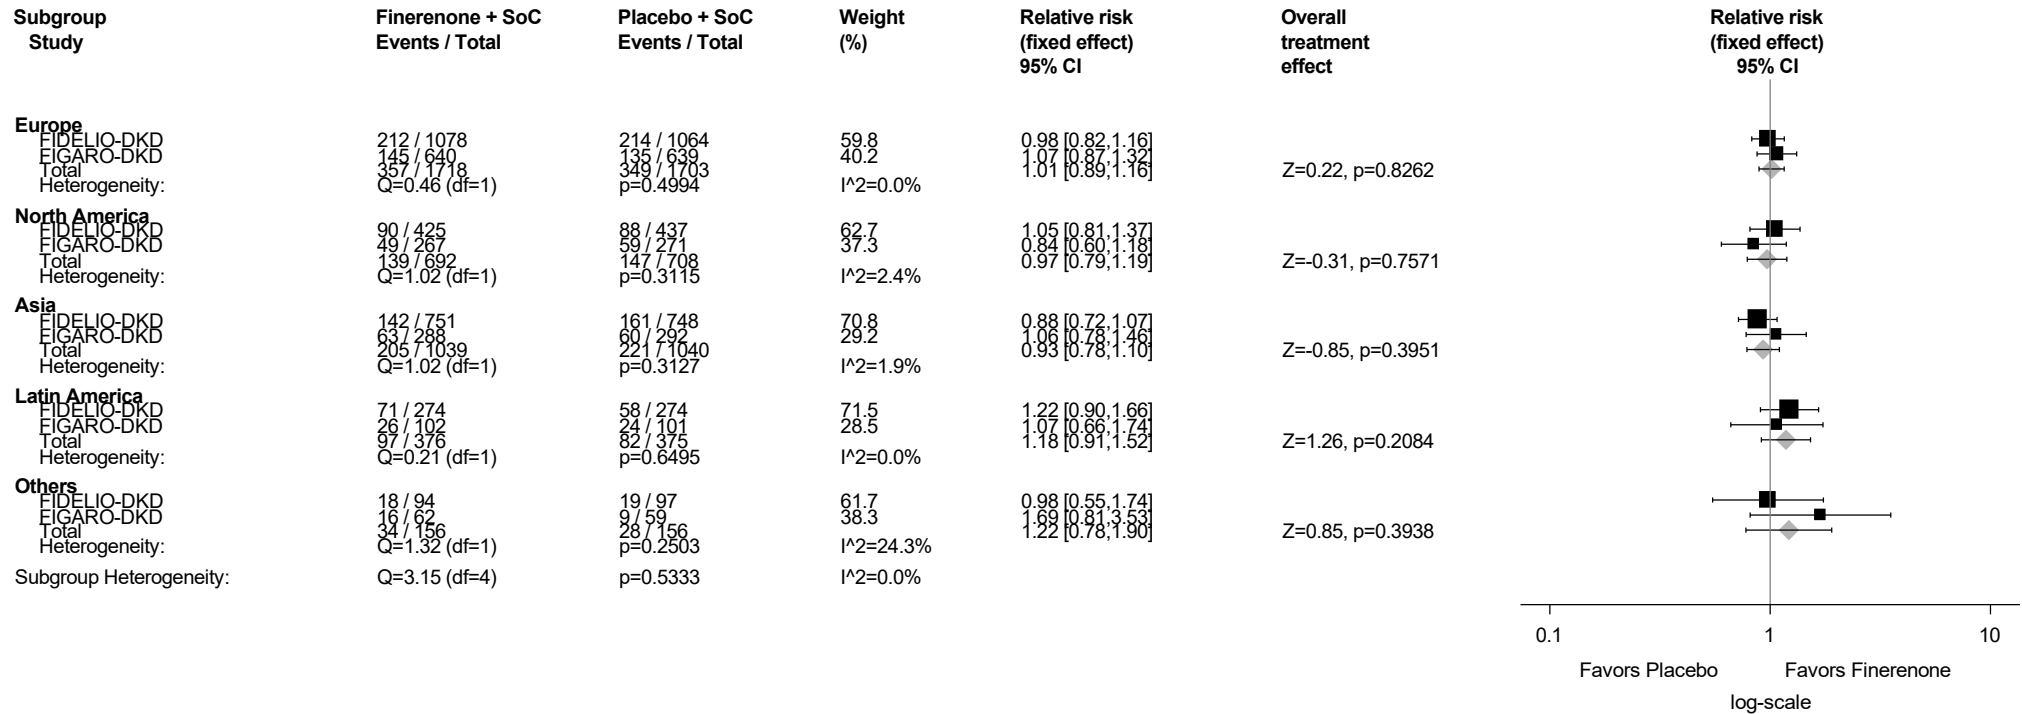 Subgroup Finerenone + SoC Placebo + SoC Weight Relative risk Overall Relative risk
Study Events / Total Events / Total (%) (fixed effect) treatment (fixed effect)
95% CI effect 95% CI
Europe
FIDELIO-DKD 212 / 1078 214 / 1064 59.8 0.98 [0.82,1.16]
FIGARO-DKD 145 / 640 135 / 639 40.2 1.07 [0.87,1.32]
Total 357 / 1718 349 / 1703 1.01 [0.89,1.16] Z=0.22, p=0.8262
Heterogeneity: Q=0.46 (df=1) p=0.4994 I^2=0.0%
North America
FIDELIO-DKD 90 / 425 88 / 437 62.7 1.05 [0.81,1.37]
FIGARO-DKD 49 / 267 59 / 271 37.3 0.84 [0.60,1.18]
Total 139 / 692 147 / 708 0.97 [0.79,1.19] Z=-0.31, p=0.7571
Heterogeneity: Q=1.02 (df=1) p=0.3115 I^2=2.4%
Asia
FIDELIO-DKD 142 / 751 161 / 748 70.8 0.88 [0.72,1.07]
FIGARO-DKD 63 / 288 60 / 292 29.2 1.06 [0.78,1.46]
Total 205 / 1039 221 / 1040 0.93 [0.78,1.10] Z=-0.85, p=0.3951
Heterogeneity: Q=1.02 (df=1) p=0.3127 I^2=1.9%
Latin America
FIDELIO-DKD 71 / 274 58 / 274 71.5 1.22 [0.90,1.66]
FIGARO-DKD 26 / 102 24 / 101 28.5 1.07 [0.66,1.74]
Total 97 / 376 82 / 375 1.18 [0.91,1.52] Z=1.26, p=0.2084
Heterogeneity: Q=0.21 (df=1) p=0.6495 I^2=0.0%
Others
FIDELIO-DKD 18 / 94 19 / 97 61.7 0.98 [0.55,1.74]
FIGARO-DKD 16 / 62 9 / 59 38.3 1.69 [0.81,3.53]
Total 34 / 156 28 / 156 1.22 [0.78,1.90] Z=0.85, p=0.3938
Heterogeneity: Q=1.32 (df=1) p=0.2503 I^2=24.3%
Subgroup Heterogeneity: Q=3.15 (df=4) p=0.5333 I^2=0.0%
0.1 1 10
Favors Placebo Favors Finerenone
log-scale